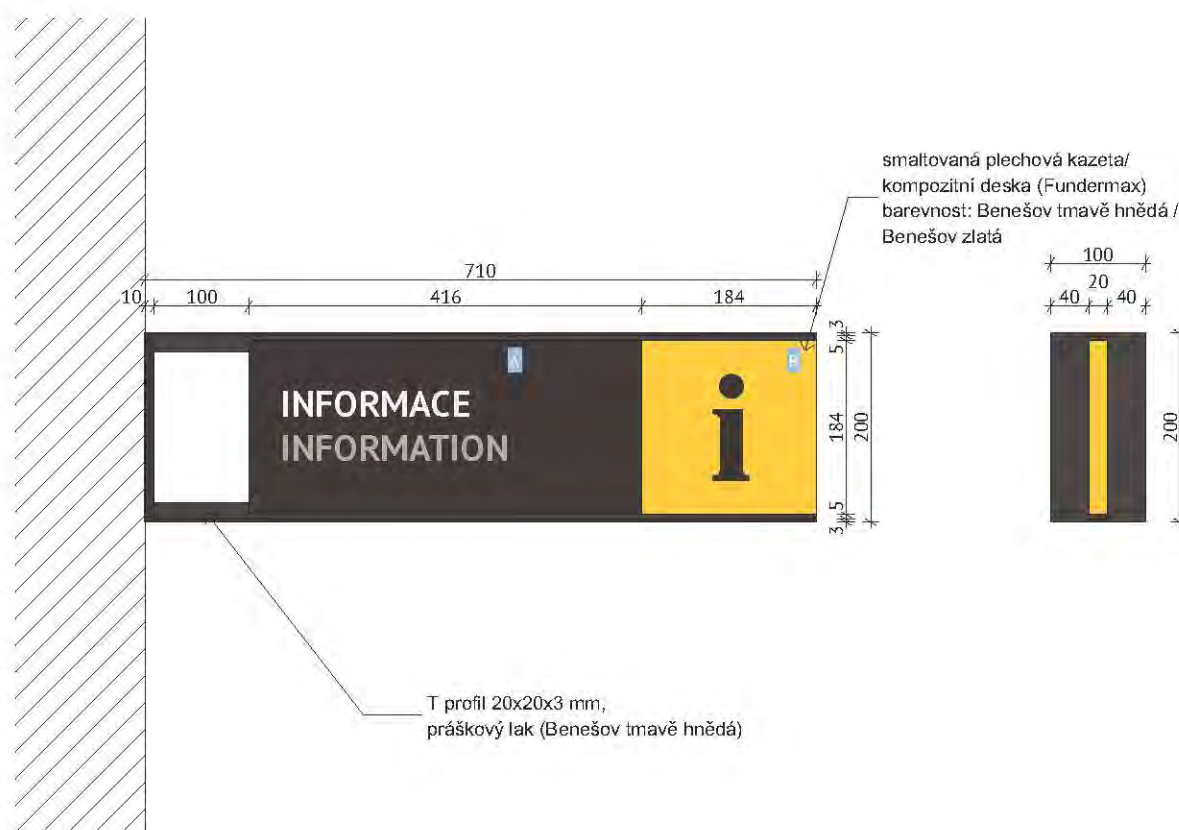 smaltovaná plechová kazeta/
kompozitní deska (Fundermax)
barevnost: Benešov tmavě hnědá /
Benešov zlatá
710
10 100 416 184
100
20
40 40
A
B
INFORMACE
INFORMATION
i
3
5
184
200
5
3
200
T profil 20x20x3 mm,
práškový lak (Benešov tmavě hnědá)